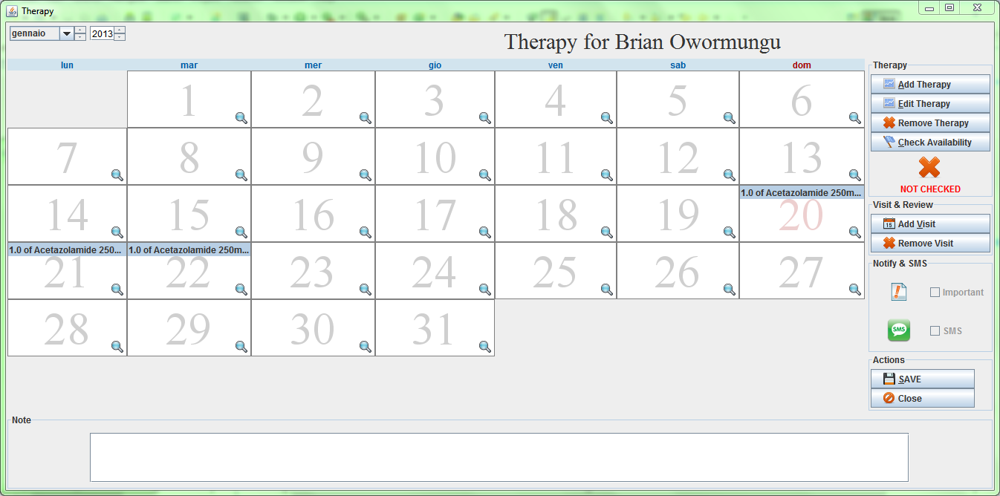 Therapy
gennaio 2013
Therapy for Brian Owormungu
lun mar mer gio ven sab dom
1 2 3 4 5 6
7 8 9 10 11 12 13
1.0 of Acetazolamide 250m...
14 15 16 17 18 19 20
1.0 of Acetazolamide 250... 1.0 of Acetazolamide 250m...
21 22 23 24 25 26 27
28 29 30 31
Therapy
Add Therapy
Edit Therapy
Remove Therapy
Check Availability
NOT CHECKED
Visit & Review
15 Add Visit
Remove Visit
Notify & SMS
Important
SMS SMS
Actions
SAVE
Close
Note